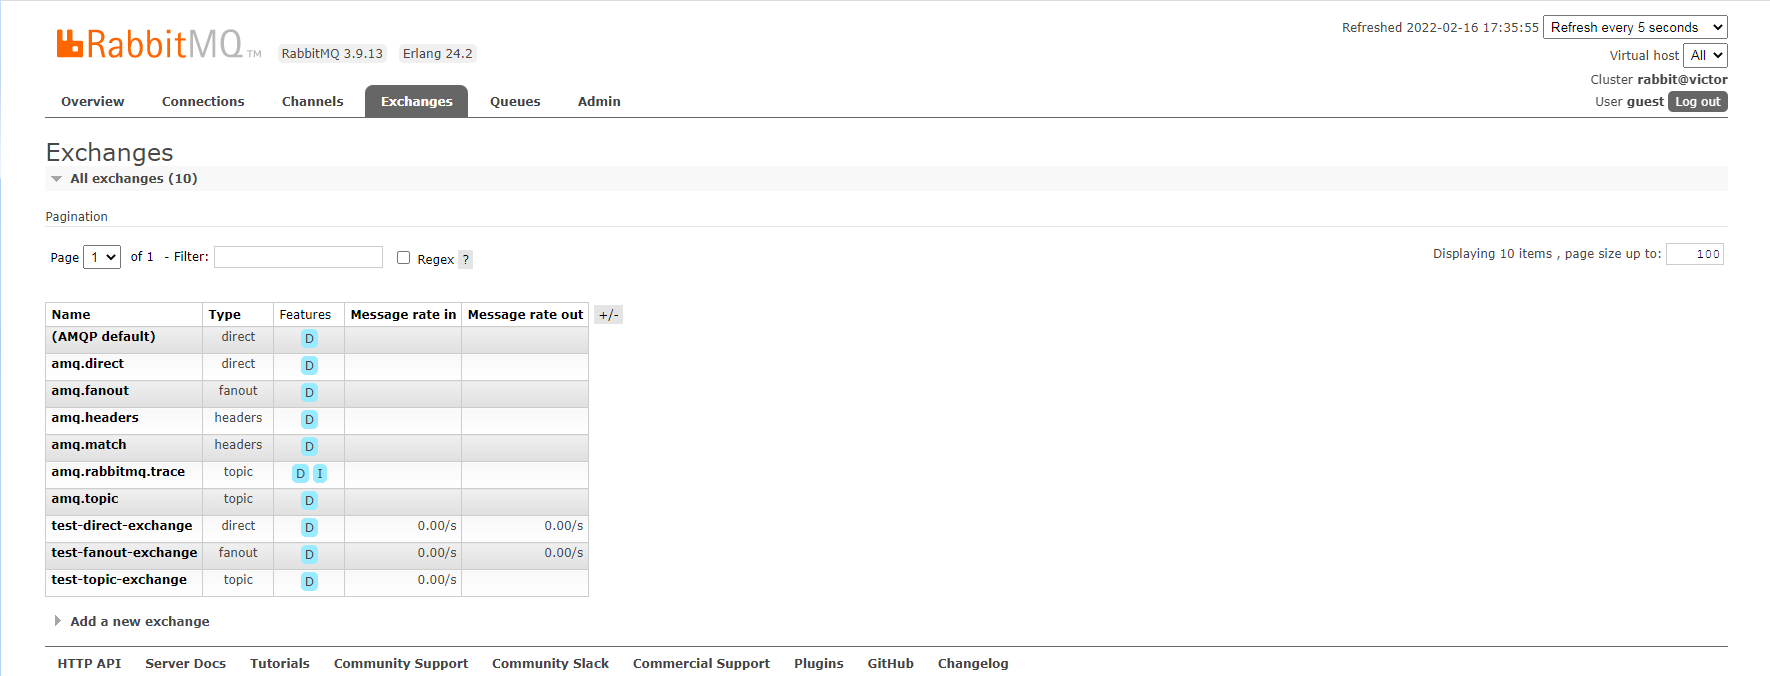 Refreshed 2022-02-16 17:35:55 Refresh every 5 seconds
RabbitMQ TM RabbitMQ 3.9.13 Erlang 24.2
Virtual host All
Cluster rabbit@victor
User guest Log out
Overview Connections Channels Exchanges Queues Admin
Exchanges
All exchanges (10)
Pagination
Page 1 of 1 - Filter: Regex ? Displaying 10 items , page size up to: 100
Name Type Features Message rate in Message rate out +/-
(AMQP default) direct D
amq.direct direct D
amq.fanout fanout D
amq.headers headers D
amq.match headers D
amq.rabbitmq.trace topic D I
amq.topic topic D
test-direct-exchange direct D 0.00/s 0.00/s
test-fanout-exchange fanout D 0.00/s 0.00/s
test-topic-exchange topic D 0.00/s
Add a new exchange
HTTP API Server Docs Tutorials Community Support Community Slack Commercial Support Plugins GitHub Changelog